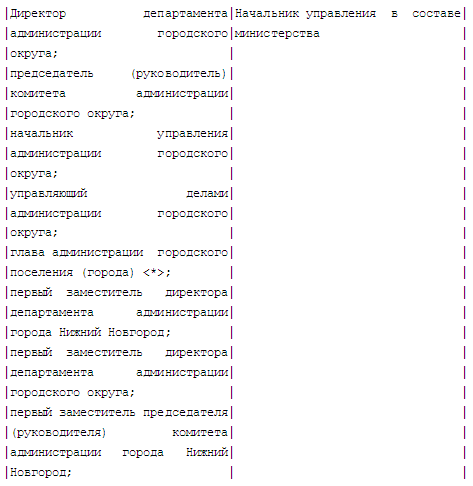 |Директор департамента|Начальник управления в составе|
|администрации городского|министерства |
|округа; | |
|председатель (руководитель)| |
|комитета администрации| |
|городского округа; | |
|начальник управления| |
|администрации городского| |
|округа; | |
|управляющий делами| |
|администрации городского| |
|округа; | |
|глава администрации городского| |
|поселения (города) <*>; | |
|первый заместитель директора| |
|департамента администрации| |
|города Нижний Новгород; | |
|первый заместитель директора| |
|департамента администрации| |
|городского округа; | |
|первый заместитель председателя| |
|(руководителя) комитета| |
|администрации города Нижний| |
|Новгород; | |